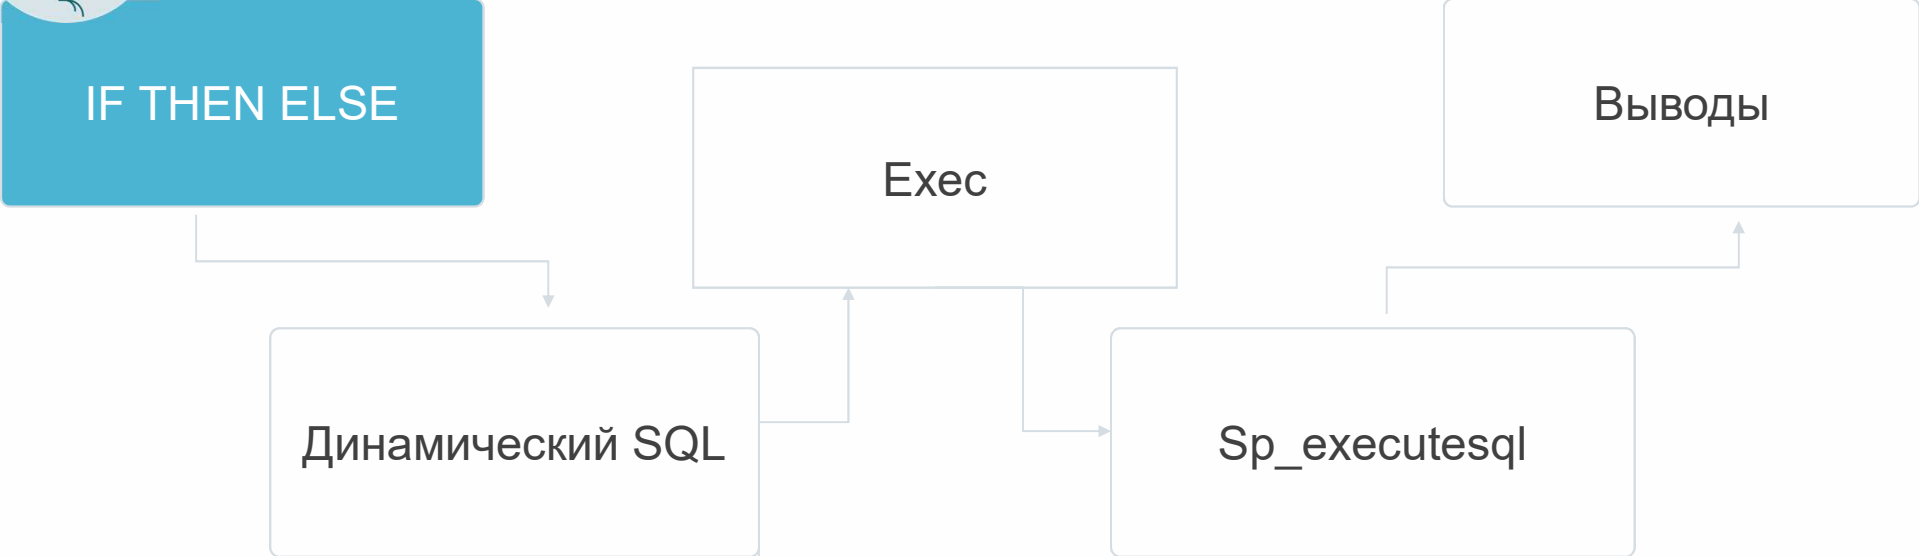 IF THEN ELSE
Динамический SQL
Exec
Sp_executesql
Выводы